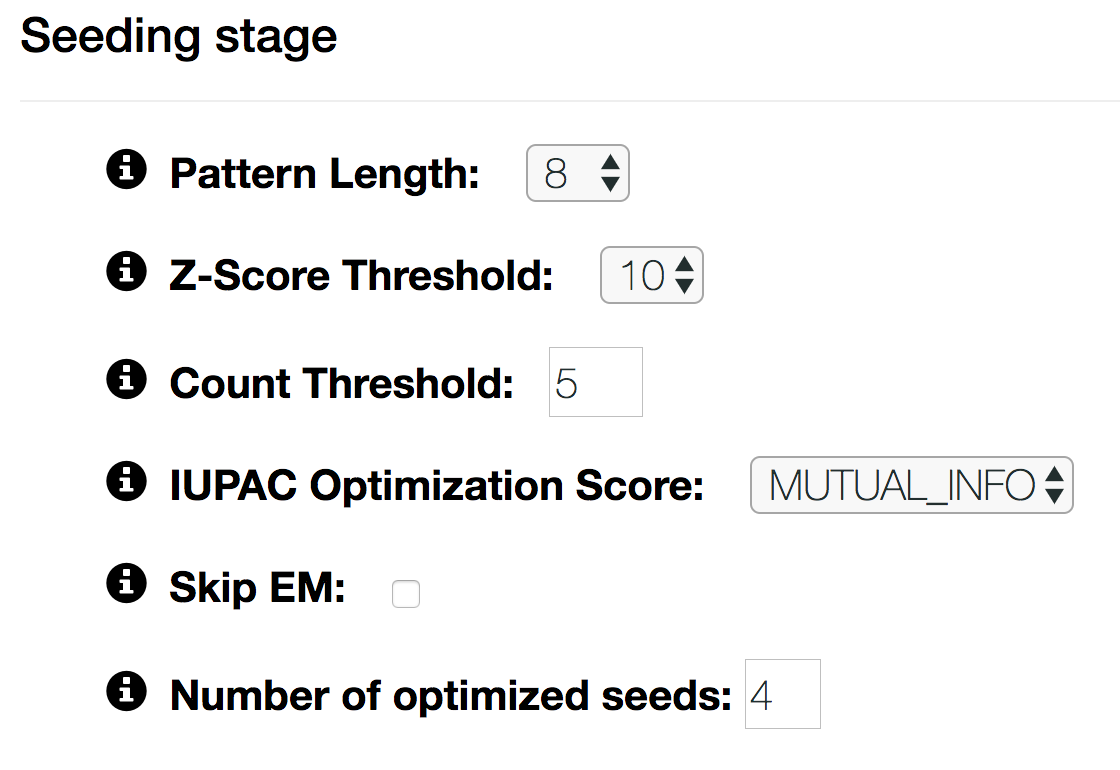 Seeding stage
Pattern Length: 8
Z-Score Threshold: 10
Count Threshold: 5
IUPAC Optimization Score: MUTUAL_INFO
Skip EM:
Number of optimized seeds: 4